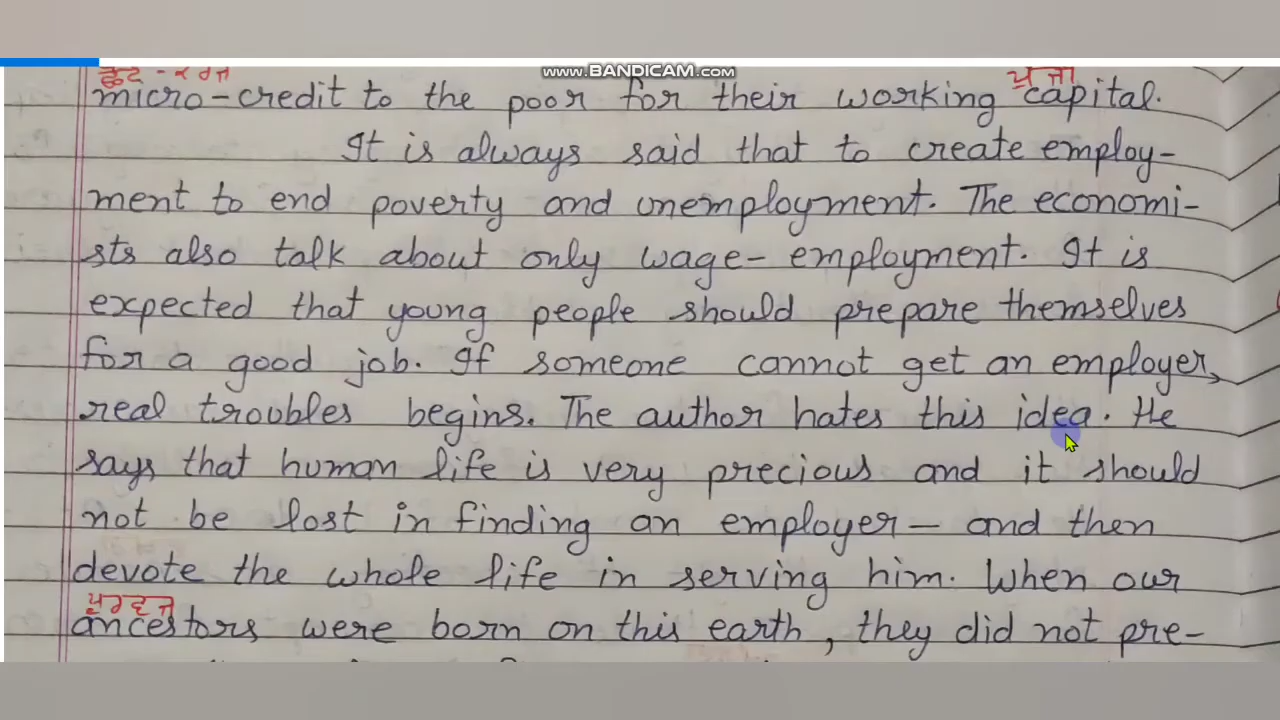 www.BANDICAM.com
micro-credit to the poor for their working capital.
It is always said that to create employ-
ment to end poverty and unemployment. The economi-
sts also talk about only wage- employment. It is
expected that young people should prepare themselves
for a good job. If someone cannot get an employer,
real troubles begins. The author hates this idea. He
says that human life is very precious and it should
not be lost in finding an employer— and then
devote the whole life in serving him. When our
ਪੂਰਵਜ
ancestors were born on this earth, they did not pre-